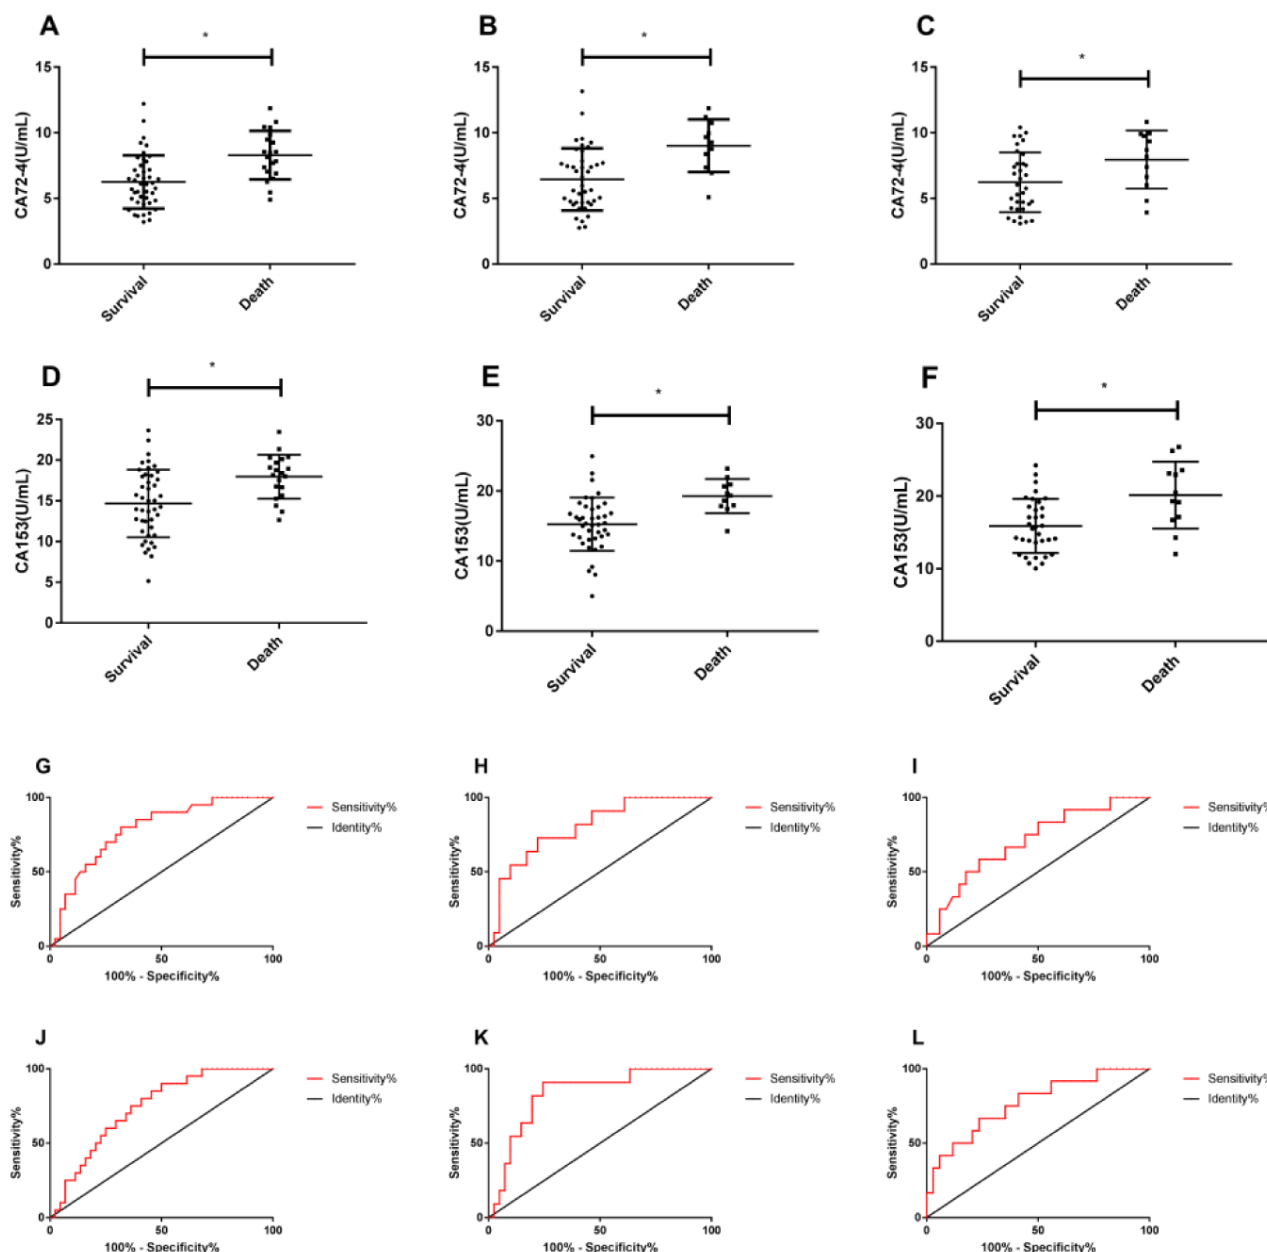 A
B
C
*
*
*
15
10
5
0
CA72-4(U/mL)
Survival
Death
15
10
5
0
CA72-4(U/mL)
Survival
Death
15
10
5
0
CA72-4(U/mL)
Survival
Death
D
E
F
*
*
*
25
20
15
10
5
0
CA153(U/mL)
Survival
Death
30
20
10
0
CA153(U/mL)
Survival
Death
30
20
10
0
CA153(U/mL)
Survival
Death
G
100
50
0
Sensitivity%
0 50 100
100% - Specificity%
Sensitivity%
Identity%
H
100
50
0
Sensitivity%
0 50 100
100% - Specificity%
Sensitivity%
Identity%
I
100
50
0
Sensitivity%
0 50 100
100% - Specificity%
Sensitivity%
Identity%
J
100
50
0
Sensitivity%
0 50 100
100% - Specificity%
Sensitivity%
Identity%
K
100
50
0
Sensitivity%
0 50 100
100% - Specificity%
Sensitivity%
Identity%
L
100
50
0
Sensitivity%
0 50 100
100% - Specificity%
Sensitivity%
Identity%